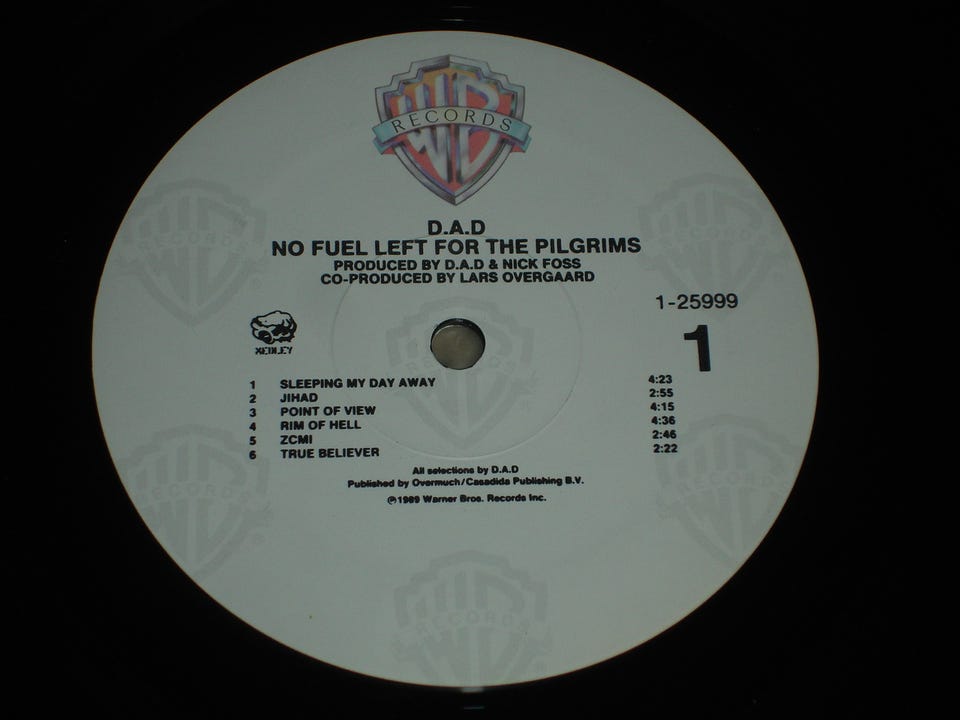 WB
RECORDS
D.A.D
NO FUEL LEFT FOR THE PILGRIMS
PRODUCED BY D.A.D & NICK FOSS
CO-PRODUCED BY LARS OVERGAARD
1-25999
MEDLEY
1
1 SLEEPING MY DAY AWAY 4:23
2 JIHAD 2:55
3 POINT OF VIEW 4:15
4 RIM OF HELL 4:36
5 ZCMI 2:46
6 TRUE BELIEVER 2:22
All selections by D.A.D
Published by Overmuch/Casadida Publishing B.V.
℗1989 Warner Bros. Records Inc.